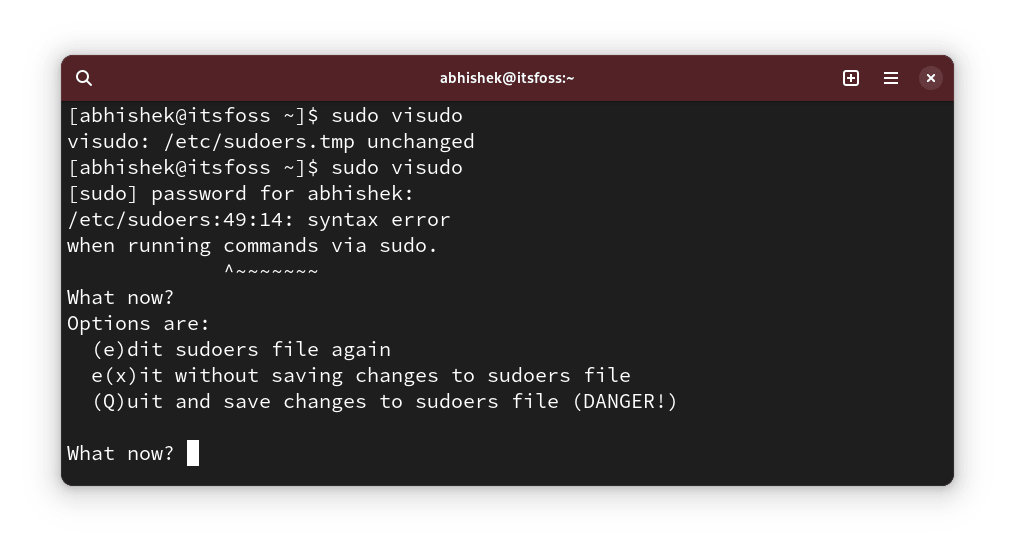 abhishek@itsfoss:~
[abhishek@itsfoss ~]$ sudo visudo
visudo: /etc/sudoers.tmp unchanged
[abhishek@itsfoss ~]$ sudo visudo
[sudo] password for abhishek:
/etc/sudoers:49:14: syntax error
when running commands via sudo.
             ^~~~~~~~
What now?
Options are:
  (e)dit sudoers file again
  e(x)it without saving changes to sudoers file
  (Q)uit and save changes to sudoers file (DANGER!)
What now?